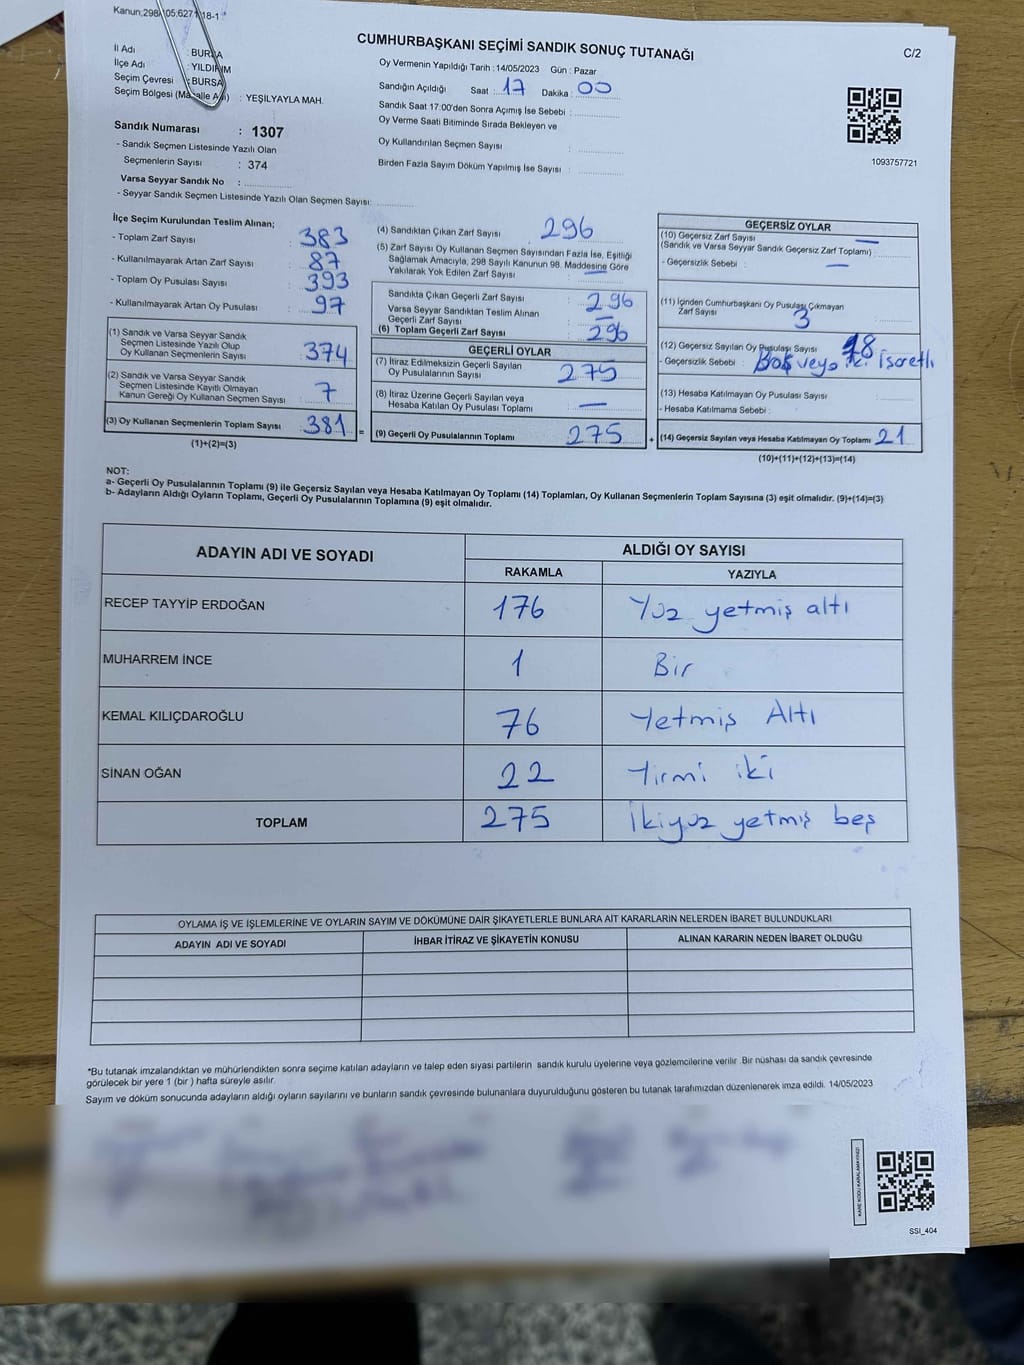 Kanun,298/105:6271/18-1
CUMHURBAŞKANI SEÇİMİ SANDIK SONUÇ TUTANAĞI
C/2
İl Adı : BURSA
İlçe Adı : YILDIRIM
Seçim Çevresi : BURSA
Seçim Bölgesi (Mahalle Adı) : YEŞİLYAYLA MAH.
Oy Vermenin Yapıldığı Tarih : 14/05/2023 Gün : Pazar
Sandığın Açıldığı Saat : 17 Dakika : 00
Sandık Saat 17.00'den Sonra Açımış İse Sebebi :
Oy Verme Saati Bitiminde Sırada Bekleyen ve
Oy Kullandırılan Seçmen Sayısı :
Birden Fazla Sayım Döküm Yapılmış İse Sayısı :
1093757721
Sandık Numarası : 1307
- Sandık Seçmen Listesinde Yazılı Olan
Seçmenlerin Sayısı : 374
Varsa Seyyar Sandık No :
- Seyyar Sandık Seçmen Listesinde Yazılı Olan Seçmen Sayısı:
İlçe Seçim Kurulundan Teslim Alınan;
- Toplam Zarf Sayısı : 383
- Kullanılmayarak Artan Zarf Sayısı : 87
- Toplam Oy Pusulası Sayısı : 393
- Kullanılmayarak Artan Oy Pusulası : 97
(1) Sandık ve Varsa Seyyar Sandık
Seçmen Listesinde Yazılı Olup
Oy Kullanan Seçmenlerin Sayısı : 374
(2) Sandık ve Varsa Seyyar Sandık
Seçmen Listesinde Kayıtlı Olmayan
Kanun Gereği Oy Kullanan Seçmen Sayısı : 7
(3) Oy Kullanan Seçmenlerin Toplam Sayısı : 381
(1)+(2)=(3)
(4) Sandıktan Çıkan Zarf Sayısı : 296
(5) Zarf Sayısı Oy Kullanan Seçmen Sayısından Fazla İse, Eşitliği
Sağlamak Amacıyla, 298 Sayılı Kanunun 98. Maddesine Göre
Yakılarak Yok Edilen Zarf Sayısı : —
Sandıkta Çıkan Geçerli Zarf Sayısı : 296
Varsa Seyyar Sandıktan Teslim Alınan
Geçerli Zarf Sayısı : —
(6) Toplam Geçerli Zarf Sayısı : 296
GEÇERLİ OYLAR
(7) İtiraz Edilmeksizin Geçerli Sayılan
Oy Pusulalarının Sayısı : 275
(8) İtiraz Üzerine Geçerli Sayılan veya
Hesaba Katılan Oy Pusulası Toplamı : —
= (9) Geçerli Oy Pusulalarının Toplamı : 275 +
GEÇERSİZ OYLAR
(10) Geçersiz Zarf Sayısı —
(Sandık ve Varsa Seyyar Sandık Geçersiz Zarf Toplamı) :
- Geçersizlik Sebebi : —
(11) İçinden Cumhurbaşkanı Oy Pusulası Çıkmayan
Zarf Sayısı : 3
(12) Geçersiz Sayılan Oy Pusulası Sayısı : 18
- Geçersizlik Sebebi : Boş veya iki işaretli
(13) Hesaba Katılmayan Oy Pusulası Sayısı :
- Hesaba Katılmama Sebebi :
(14) Geçersiz Sayılan veya Hesaba Katılmayan Oy Toplamı : 21
(10)+(11)+(12)+(13)=(14)
NOT:
a- Geçerli Oy Pusulalarının Toplamı (9) ile Geçersiz Sayılan veya Hesaba Katılmayan Oy Toplamı (14) Toplamları, Oy Kullanan Seçmenlerin Toplam Sayısına (3) eşit olmalıdır. (9)+(14)=(3)
b- Adayların Aldığı Oyların Toplamı, Geçerli Oy Pusulalarının Toplamına (9) eşit olmalıdır.
ADAYIN ADI VE SOYADI ALDIĞI OY SAYISI
RAKAMLA YAZIYLA
RECEP TAYYİP ERDOĞAN 176 Yüz yetmiş altı
MUHARREM İNCE 1 Bir
KEMAL KILIÇDAROĞLU 76 Yetmiş Altı
SİNAN OĞAN 22 Yirmi iki
TOPLAM 275 İkiyüz yetmiş beş
OYLAMA İŞ VE İŞLEMLERİNE VE OYLARIN SAYIM VE DÖKÜMÜNE DAİR ŞİKAYETLERLE BUNLARA AİT KARARLARIN NELERDEN İBARET BULUNDUKLARI
ADAYIN ADI VE SOYADI İHBAR İTİRAZ VE ŞİKAYETİN KONUSU ALINAN KARARIN NEDEN İBARET OLDUĞU
*Bu tutanak imzalandıktan ve mühürlendikten sonra seçime katılan adayların ve talep eden siyasi partilerin sandık kurulu üyelerine veya gözlemcilerine verilir. Bir nüshası da sandık çevresinde
görülecek bir yere 1 (bir) hafta süreyle asılır.
Sayım ve döküm sonucunda adayların aldığı oyların sayılarını ve bunların sandık çevresinde bulunanlara duyurulduğunu gösteren bu tutanak tarafımızdan düzenlenerek imza edildi. 14/05/2023
KARE KODU KARALAMAYINIZ!
SSI_404